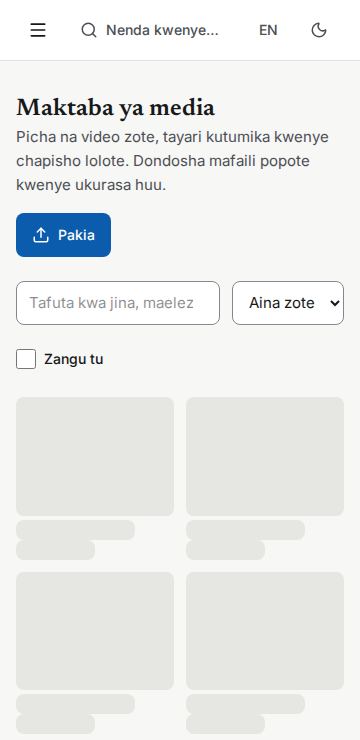 Nenda kwenye...
EN
Maktaba ya media
Picha na video zote, tayari kutumika kwenye
chapisho lolote. Dondosha mafaili popote
kwenye ukurasa huu.
Pakia
Tafuta kwa jina, maelez
Aina zote
Zangu tu